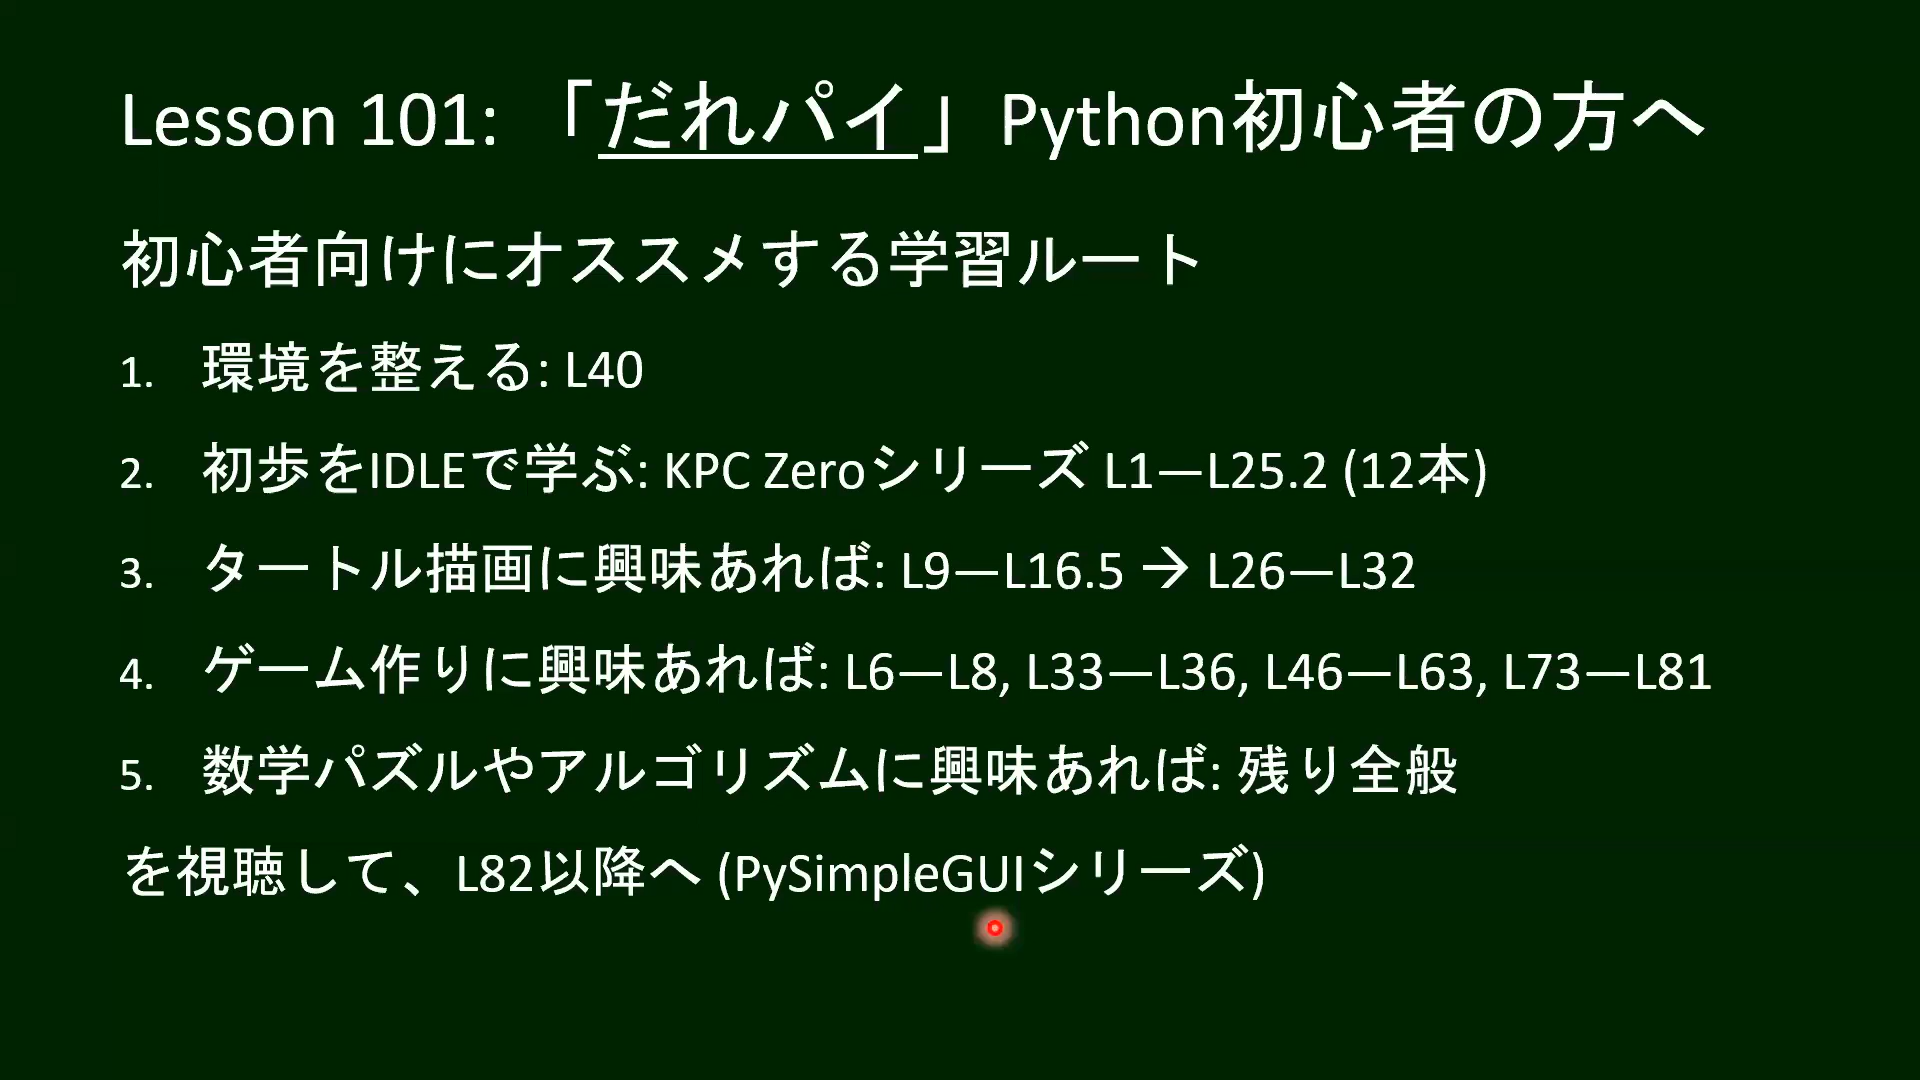 Lesson 101: 「だれパイ」Python初心者の方へ
初心者向けにオススメする学習ルート
1. 環境を整える: L40
2. 初歩をIDLEで学ぶ: KPC Zeroシリーズ L1—L25.2 (12本)
3. タートル描画に興味あれば: L9—L16.5 → L26—L32
4. ゲーム作りに興味あれば: L6—L8, L33—L36, L46—L63, L73—L81
5. 数学パズルやアルゴリズムに興味あれば: 残り全般
を視聴して、L82以降へ (PySimpleGUIシリーズ)